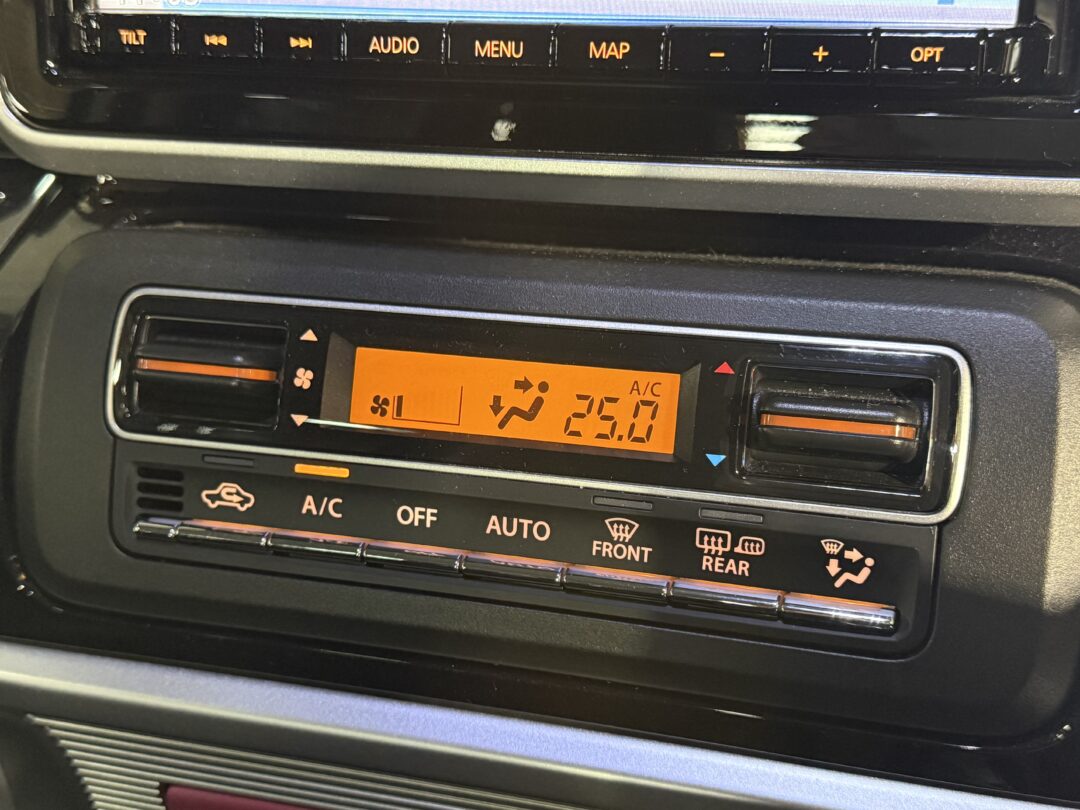 TILT AUDIO MENU MAP - + OPT
A/C
25.0
A/C OFF AUTO FRONT REAR